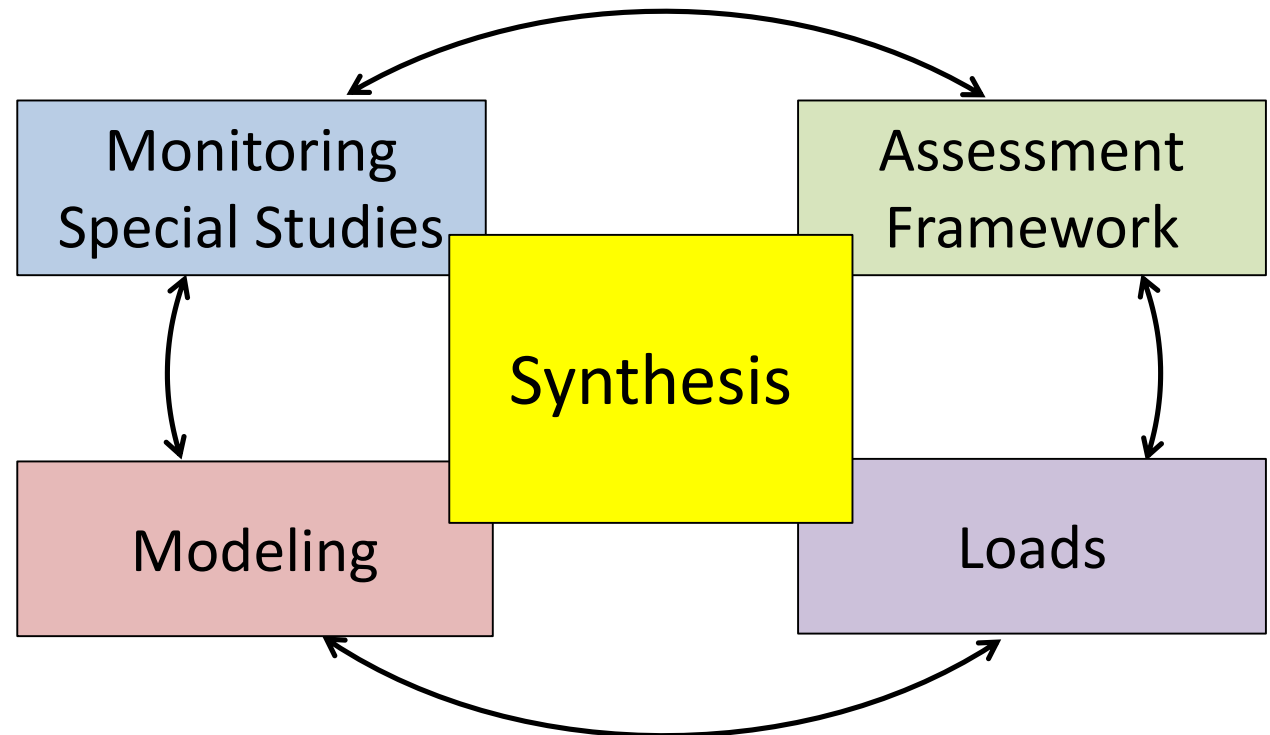 Monitoring
Special Studies
Assessment
Framework
Synthesis
Modeling
Loads